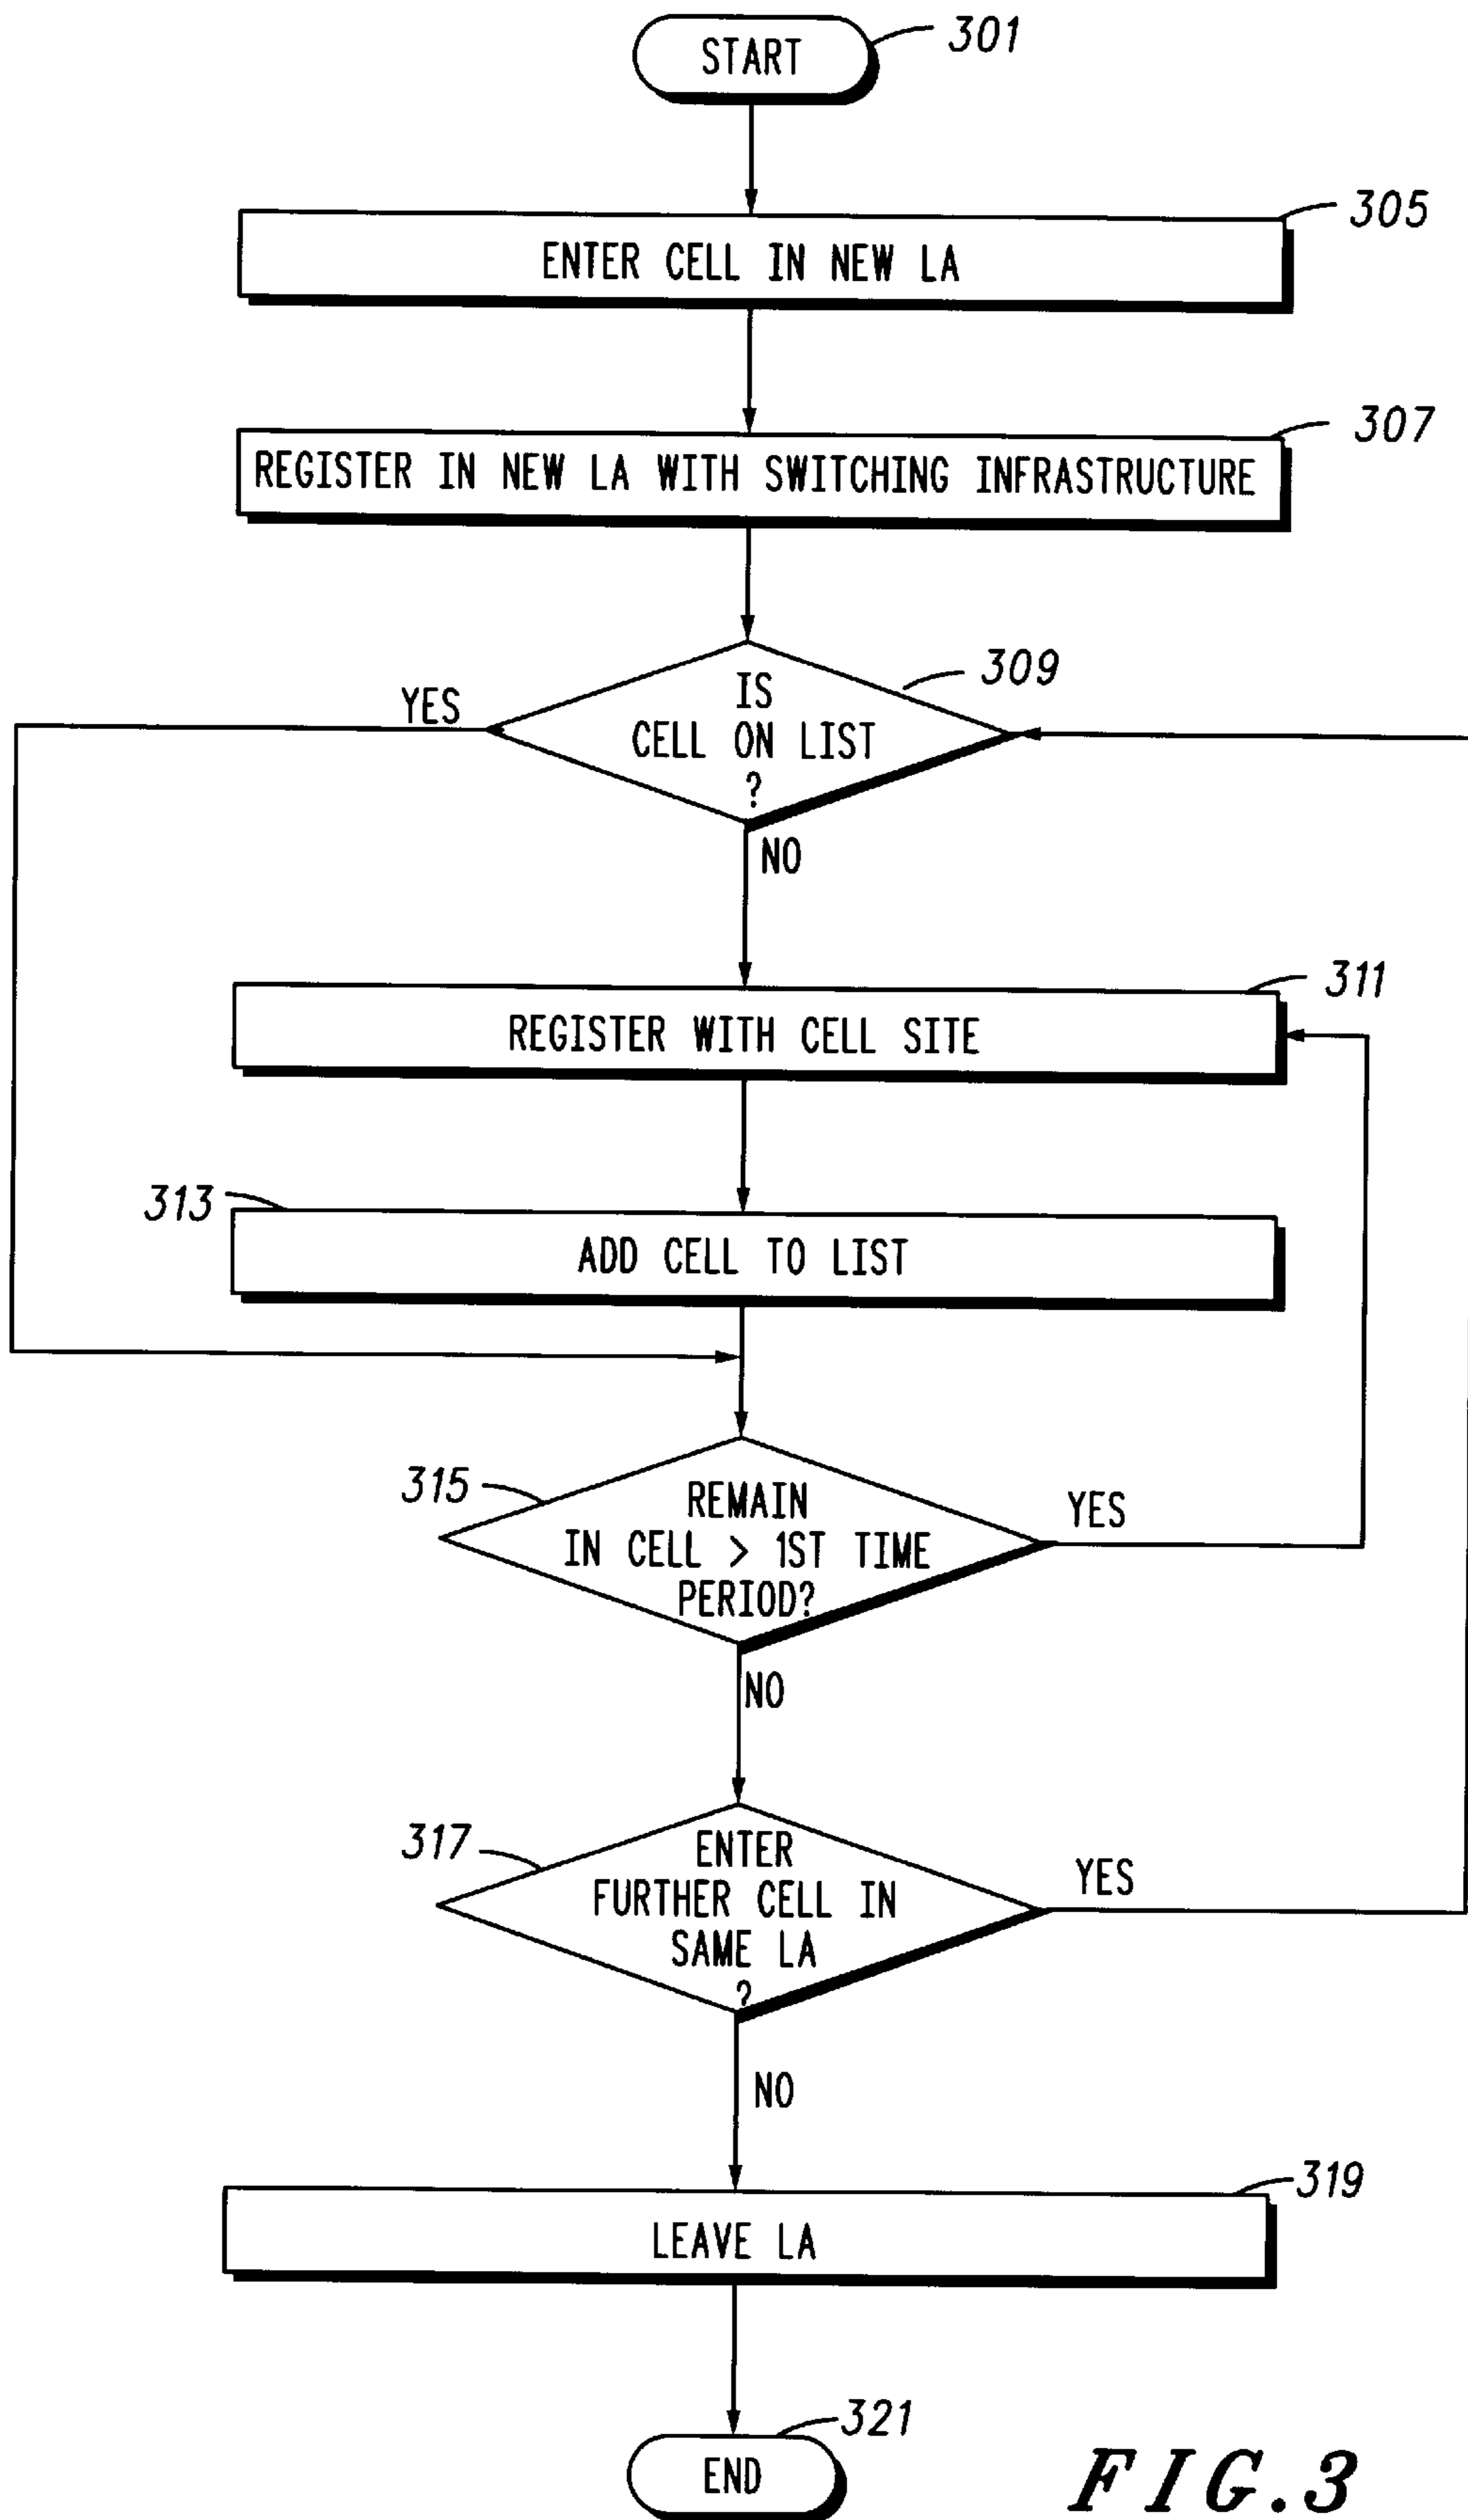 START
301
ENTER CELL IN NEW LA
305
REGISTER IN NEW LA WITH SWITCHING INFRASTRUCTURE
307
IS
CELL ON LIST
?
309
YES
NO
REGISTER WITH CELL SITE
311
313
ADD CELL TO LIST
315
REMAIN
IN CELL > 1ST TIME
PERIOD?
YES
NO
317
ENTER
FURTHER CELL IN
SAME LA
?
YES
NO
LEAVE LA
319
END
321
FIG.3